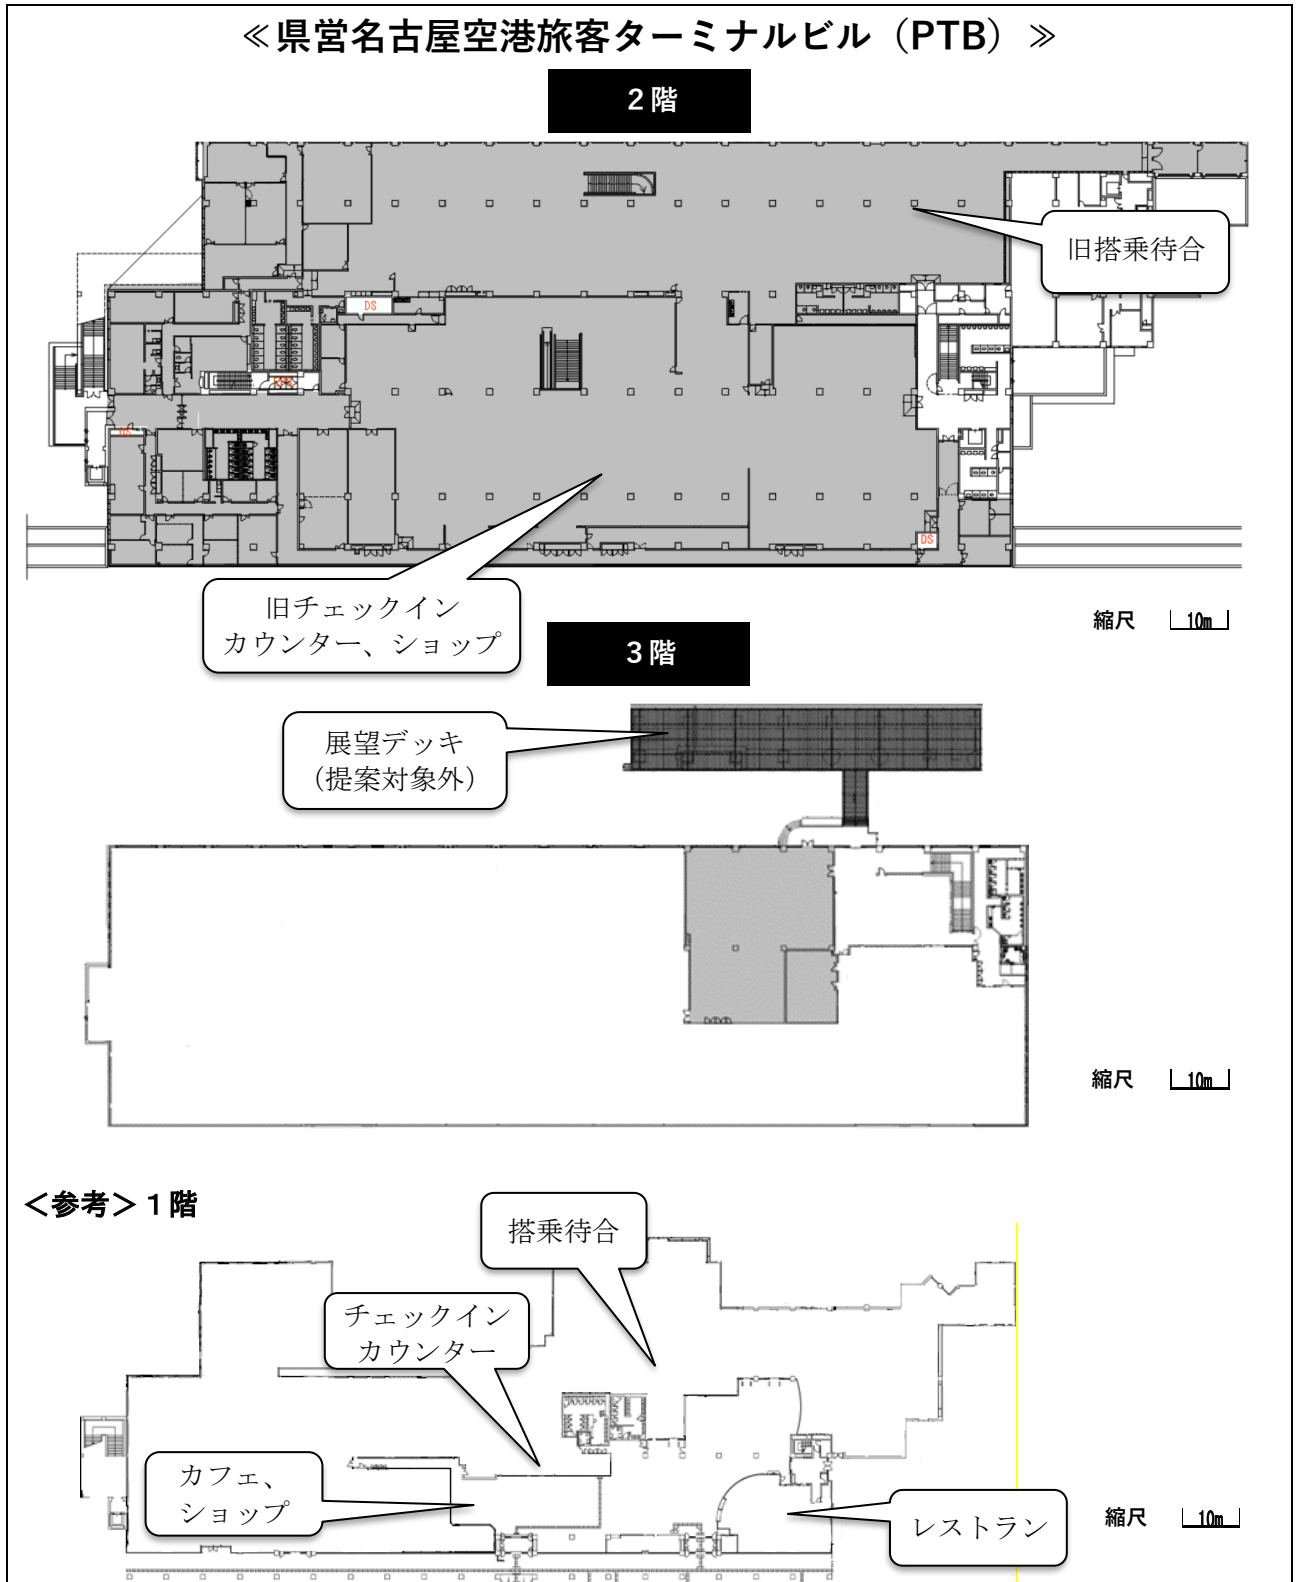 ≪県営名古屋空港旅客ターミナルビル（PTB）≫
２階
旧搭乗待合
DS
DS
DS
旧チェックイン
カウンター、ショップ
縮尺 10m
３階
展望デッキ
（提案対象外）
縮尺 10m
＜参考＞１階
搭乗待合
チェックイン
カウンター
カフェ、
ショップ
レストラン
縮尺 10m